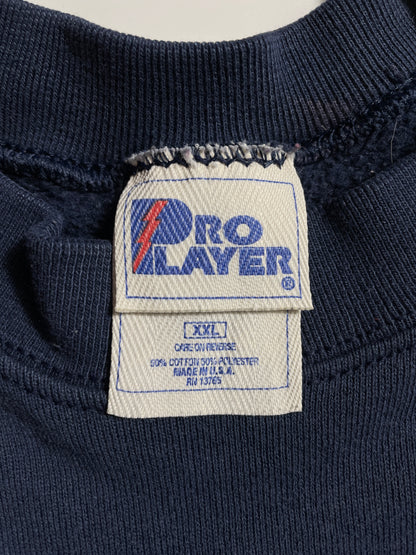 PRO
PLAYER®
XXL
CARE ON REVERSE
50% COTTON 50% POLYESTER
MADE IN U.S.A.
RN 13765